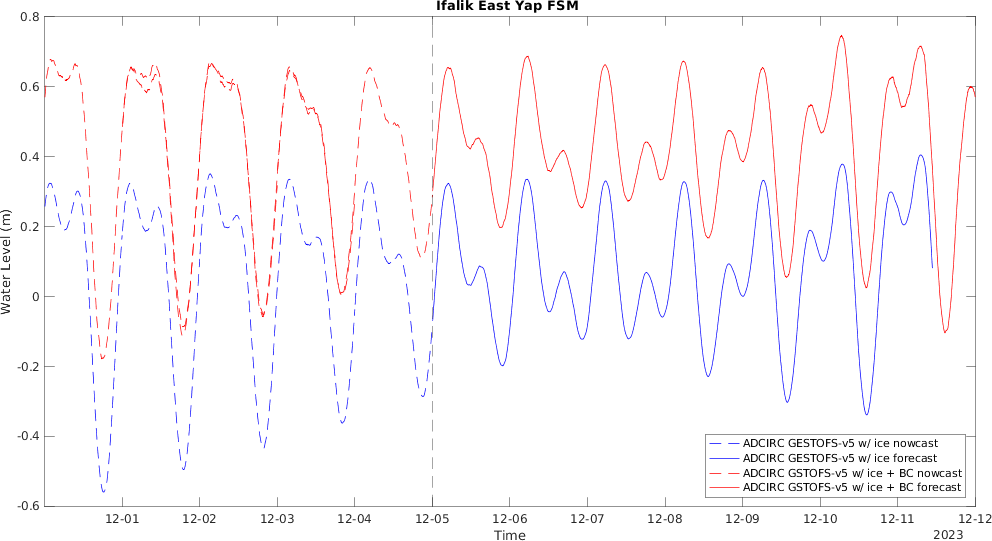 Ifalik East Yap FSM
0.8
0.6
0.4
0.2
0
-0.2
-0.4
-0.6
Water Level (m)
12-01 12-02 12-03 12-04 12-05 12-06 12-07 12-08 12-09 12-10 12-11 12-12
Time
2023
ADCIRC GESTOFS-v5 w/ ice nowcast
ADCIRC GESTOFS-v5 w/ ice forecast
ADCIRC GSTOFS-v5 w/ ice + BC nowcast
ADCIRC GSTOFS-v5 w/ ice + BC forecast